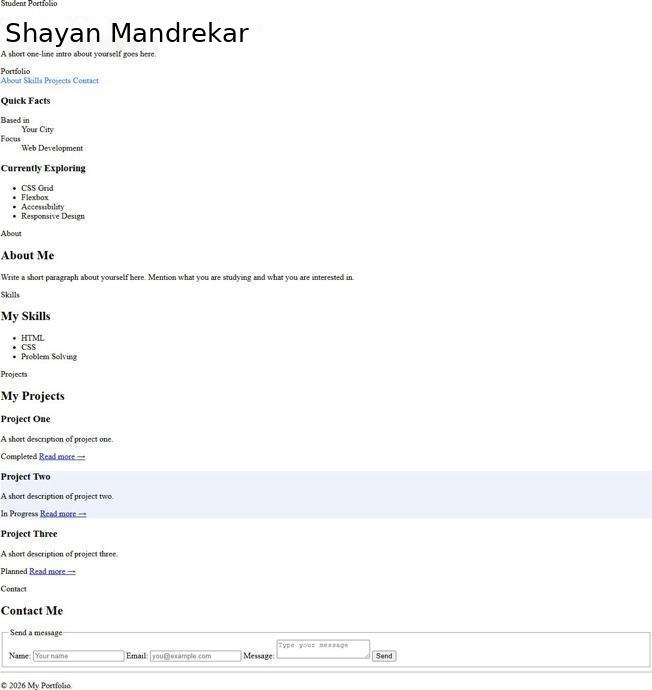 Student Portfolio
Shayan Mandrekar
A short one-line intro about yourself goes here.
Portfolio
About Skills Projects Contact
Quick Facts
Based in
Your City
Focus
Web Development
Currently Exploring
CSS Grid
Flexbox
Accessibility
Responsive Design
About
About Me
Write a short paragraph about yourself here. Mention what you are studying and what you are interested in.
Skills
My Skills
HTML
CSS
Problem Solving
Projects
My Projects
Project One
A short description of project one.
Completed Read more →
Project Two
A short description of project two.
In Progress Read more →
Project Three
A short description of project three.
Planned Read more →
Contact
Contact Me
Send a message
Name: Your name Email: you@example.com Message: Type your message Send
© 2026 My Portfolio.